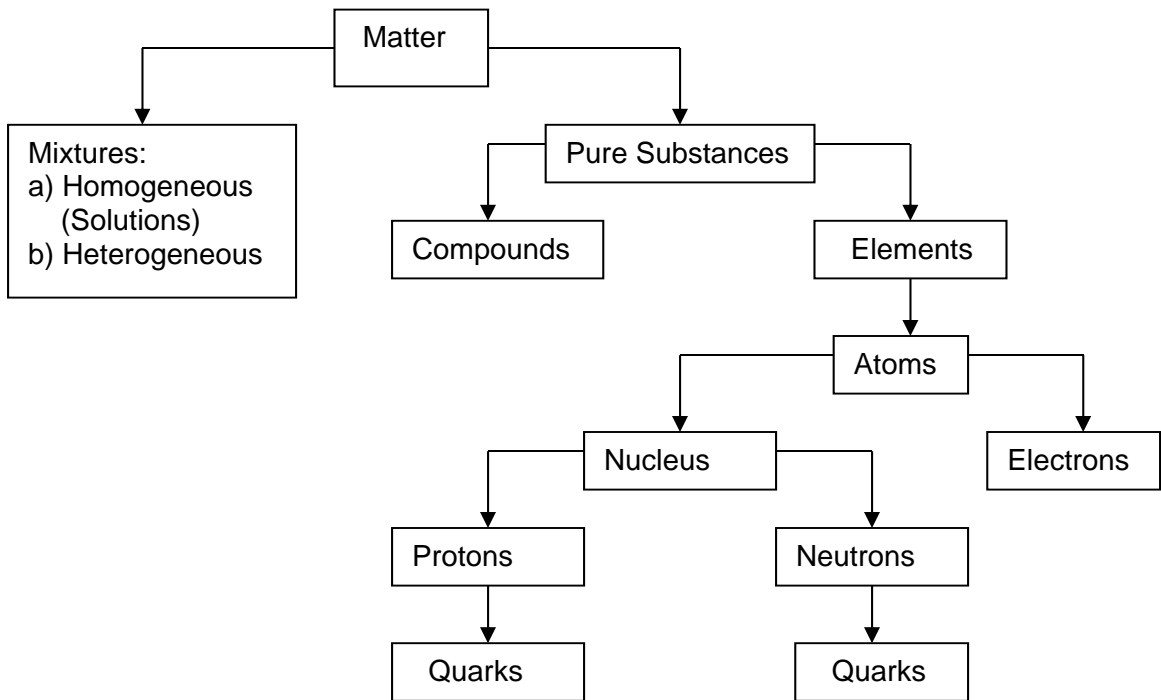 Matter
Mixtures:
a) Homogeneous
(Solutions)
b) Heterogeneous
Pure Substances
Compounds
Elements
Atoms
Nucleus
Electrons
Protons
Neutrons
Quarks
Quarks